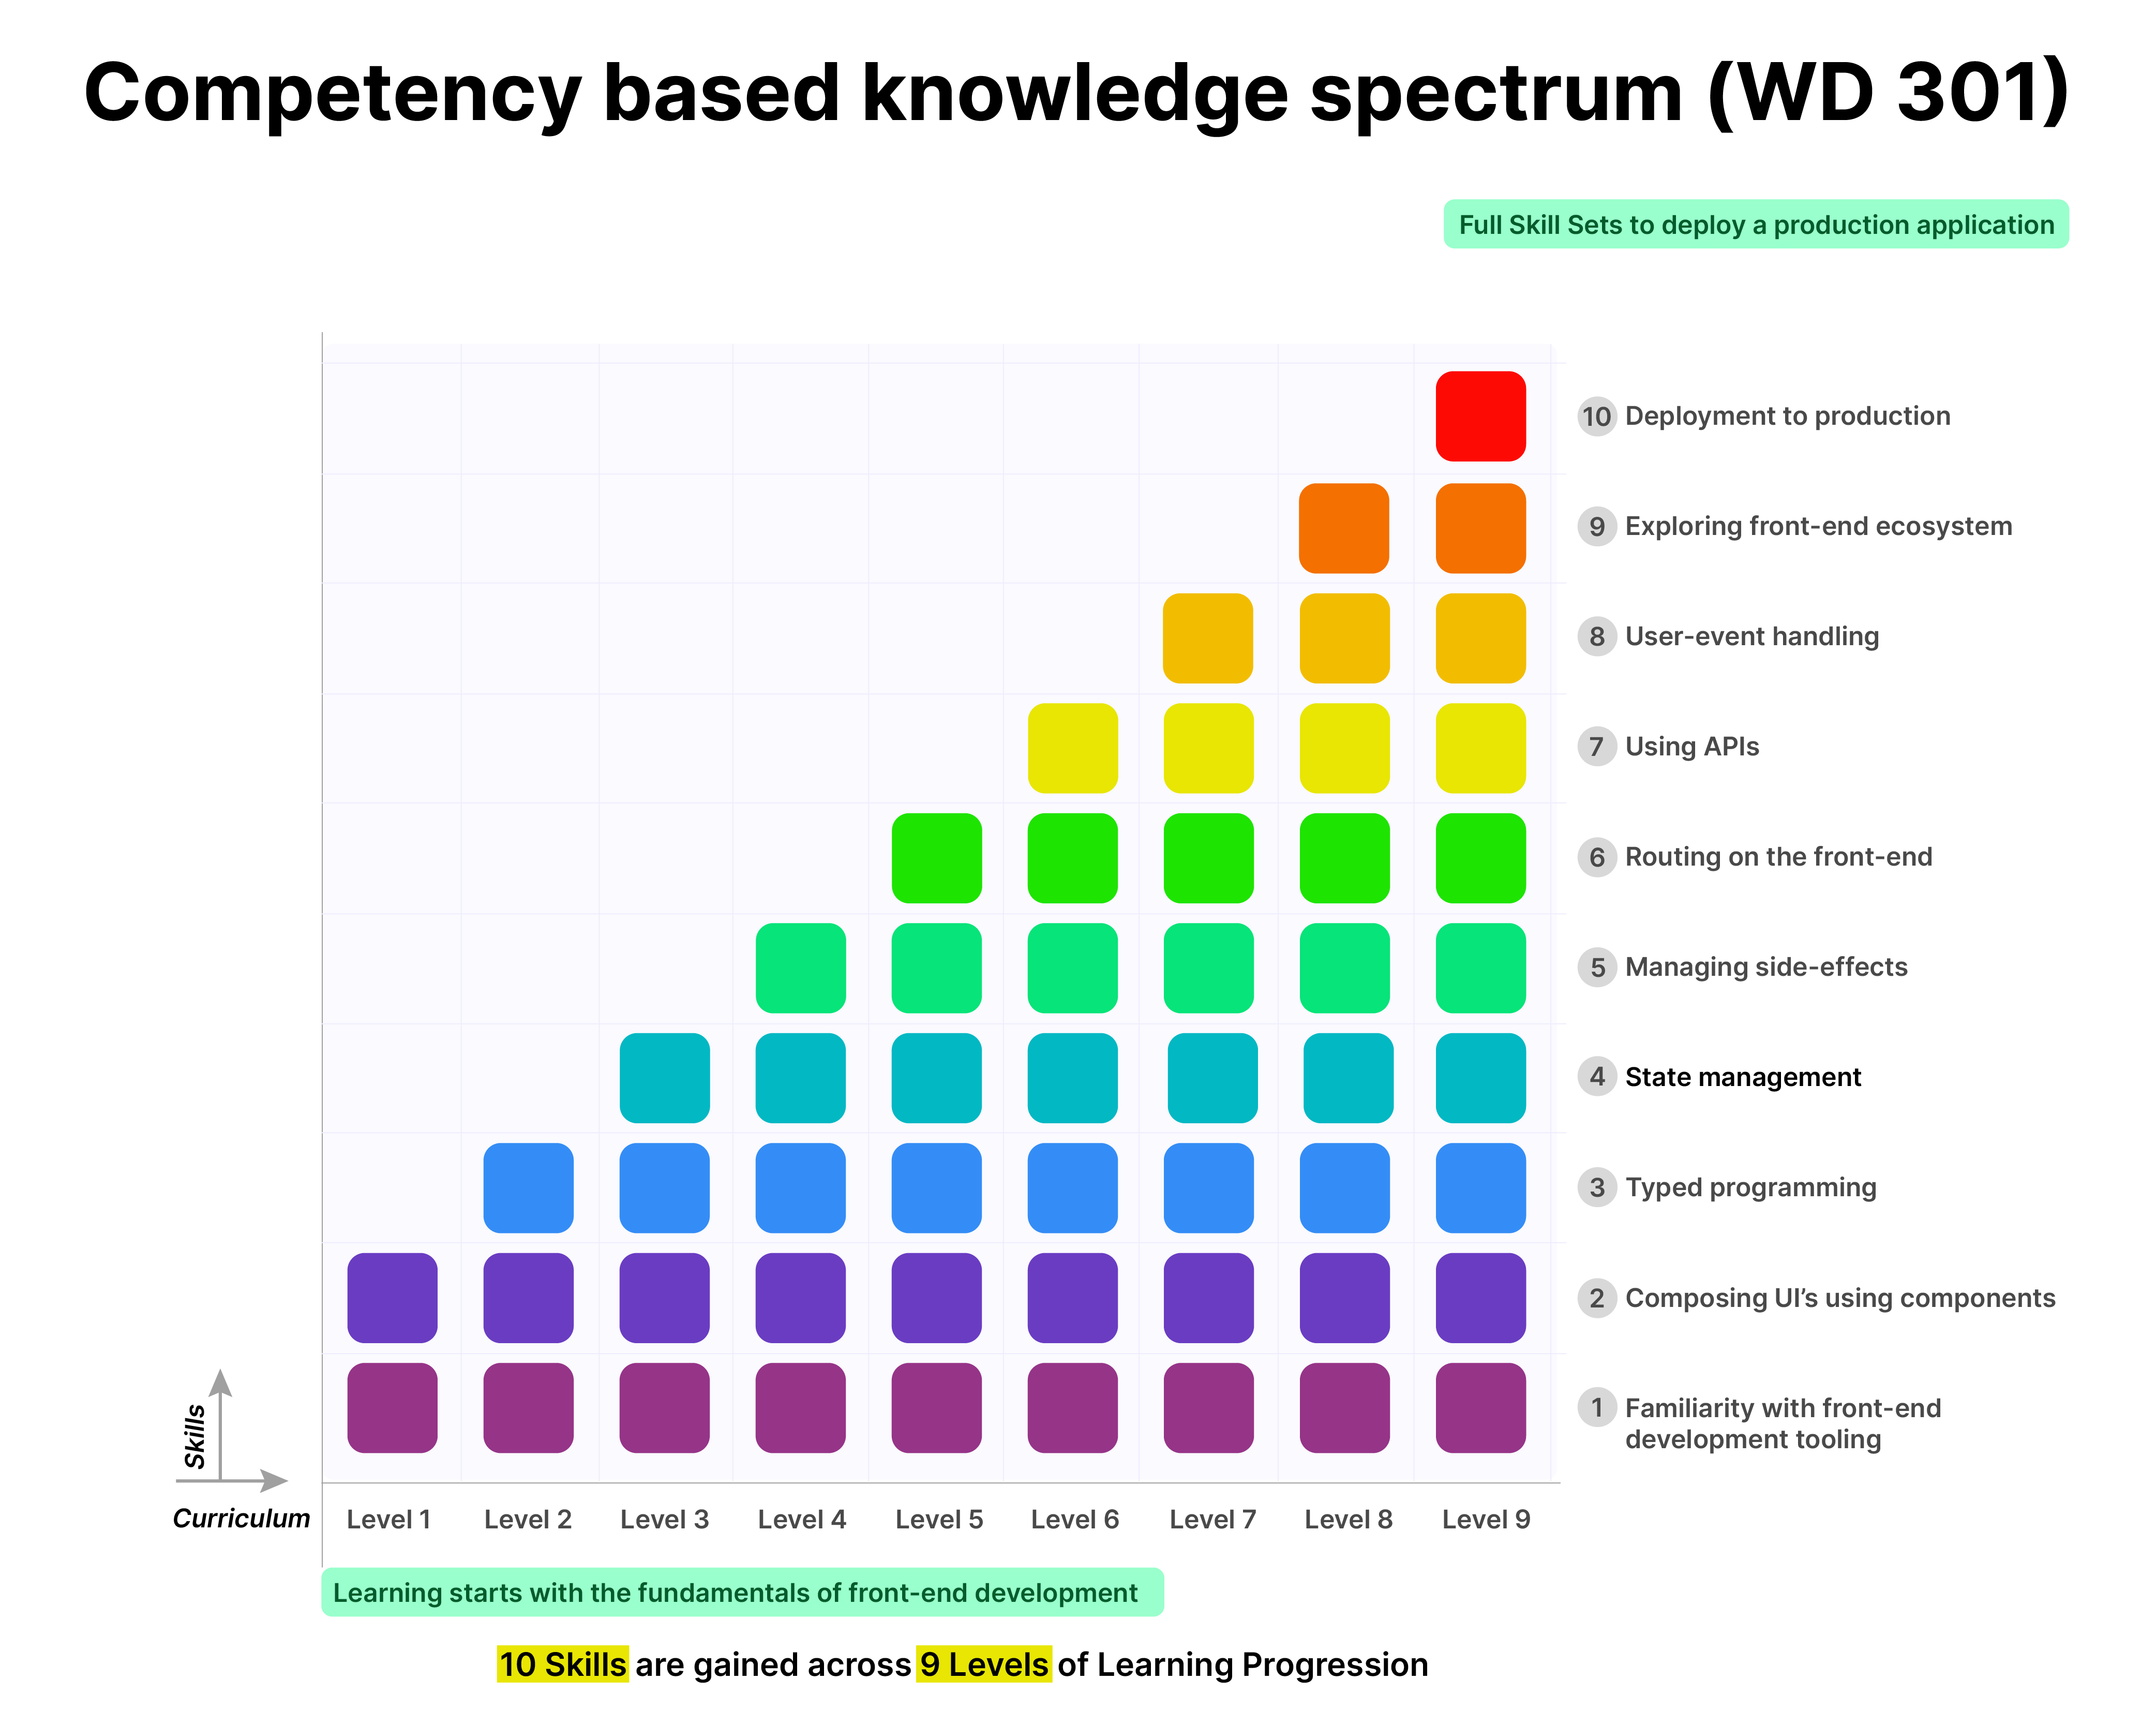 Competency based knowledge spectrum (WD 301)
Full Skill Sets to deploy a production application
10 Deployment to production
9 Exploring front-end ecosystem
8 User-event handling
7 Using APIs
6 Routing on the front-end
5 Managing side-effects
4 State management
3 Typed programming
2 Composing UI’s using components
1 Familiarity with front-end
development tooling
Skills
Curriculum
Level 1 Level 2 Level 3 Level 4 Level 5 Level 6 Level 7 Level 8 Level 9
Learning starts with the fundamentals of front-end development
10 Skills are gained across 9 Levels of Learning Progression